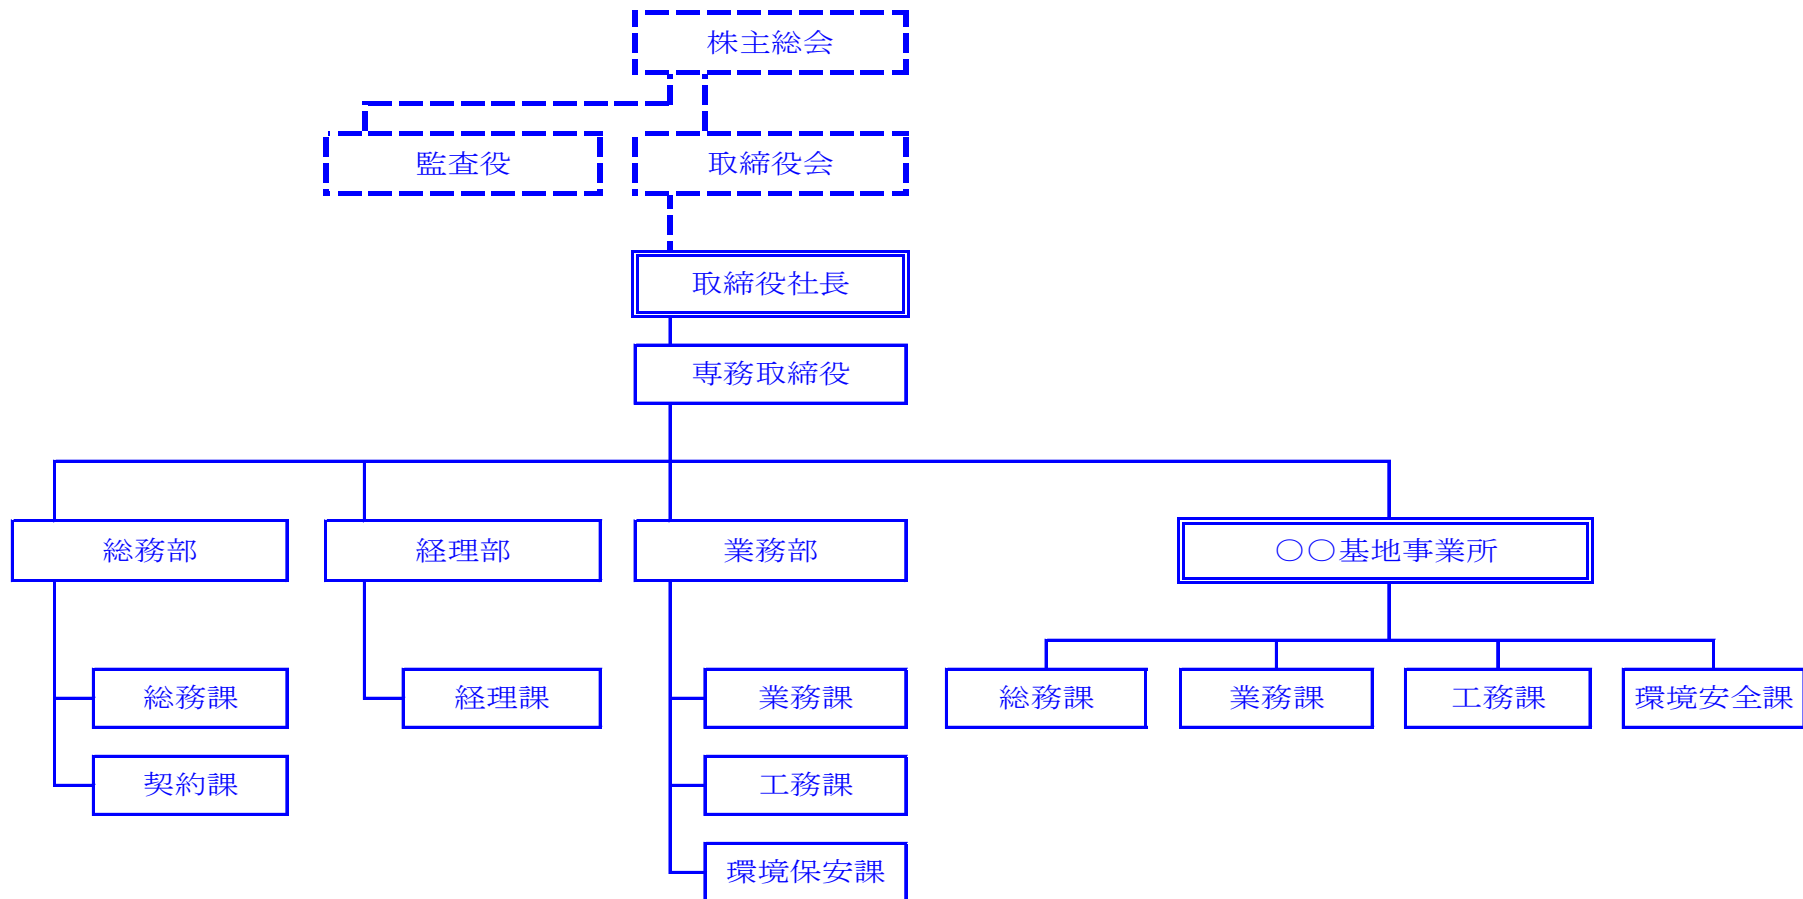 株主総会
監査役
取締役会
取締役社長
専務取締役
総務部
経理部
業務部
〇〇基地事業所
総務課
経理課
業務課
総務課
業務課
工務課
環境安全課
契約課
工務課
環境保安課